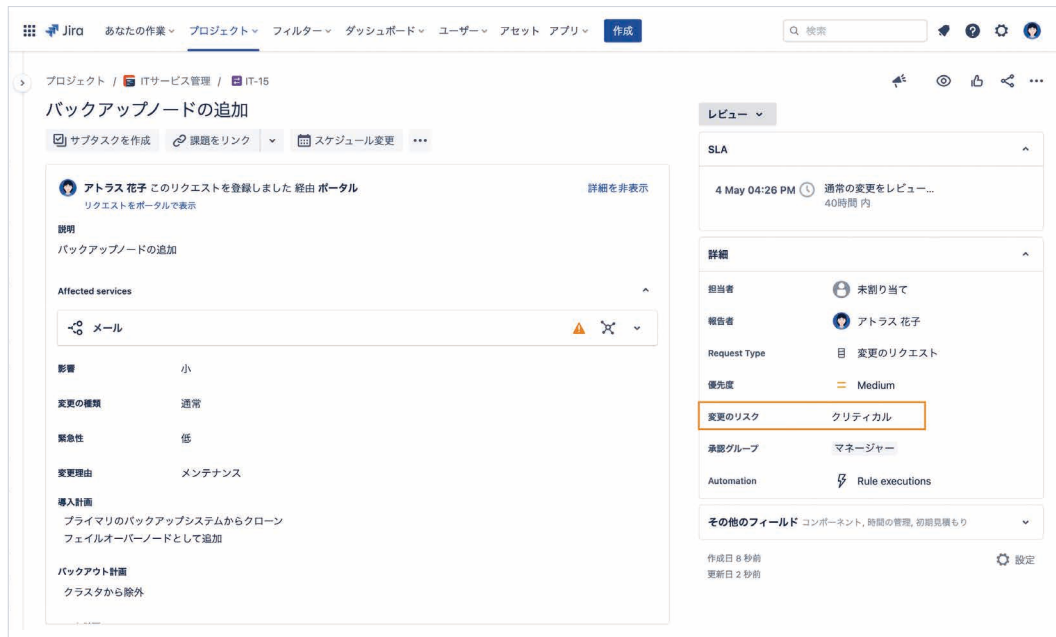 Jira あなたの作業 プロジェクト フィルター ダッシュボード ユーザー アセット アプリ 作成 検索
プロジェクト / ITサービス管理 / IT-15
バックアップノードの追加
サブタスクを作成 課題をリンク スケジュール変更
アトラス 花子 このリクエストを登録しました 経由 ポータル 詳細を非表示
リクエストをポータルで表示
説明
バックアップノードの追加
Affected services
メール
影響 小
変更の種類 通常
緊急性 低
変更理由 メンテナンス
導入計画
プライマリのバックアップシステムからクローン
フェイルオーバーノードとして追加
バックアウト計画
クラスタから除外
レビュー
SLA
4 May 04:26 PM 通常の変更をレビュー...
40時間 内
詳細
担当者 未割り当て
報告者 アトラス 花子
Request Type 変更のリクエスト
優先度 Medium
変更のリスク クリティカル
承認グループ マネージャー
Automation Rule executions
その他のフィールド コンポーネント, 時間の管理, 初期見積もり
作成日 8 秒前
設定
更新日 2 秒前